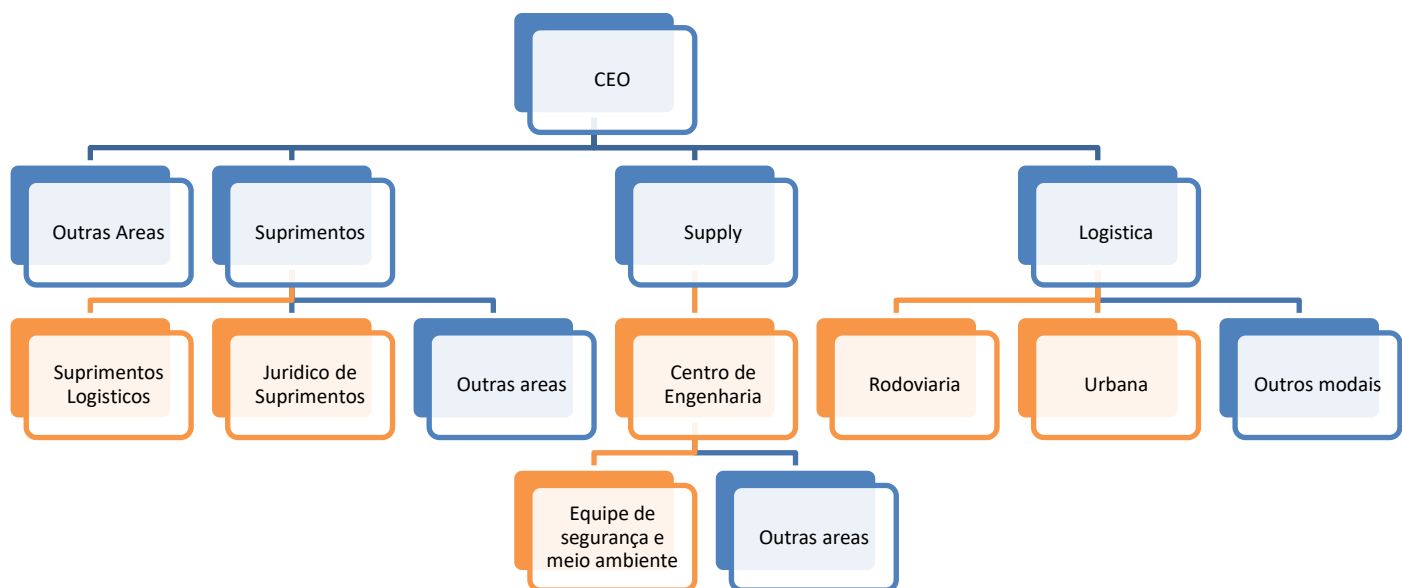 CEO
Outras Areas
Suprimentos
Supply
Logistica
Suprimentos
Logisticos
Juridico de
Suprimentos
Outras areas
Centro de
Engenharia
Rodoviaria
Urbana
Outros modais
Equipe de
segurança e
meio ambiente
Outras areas